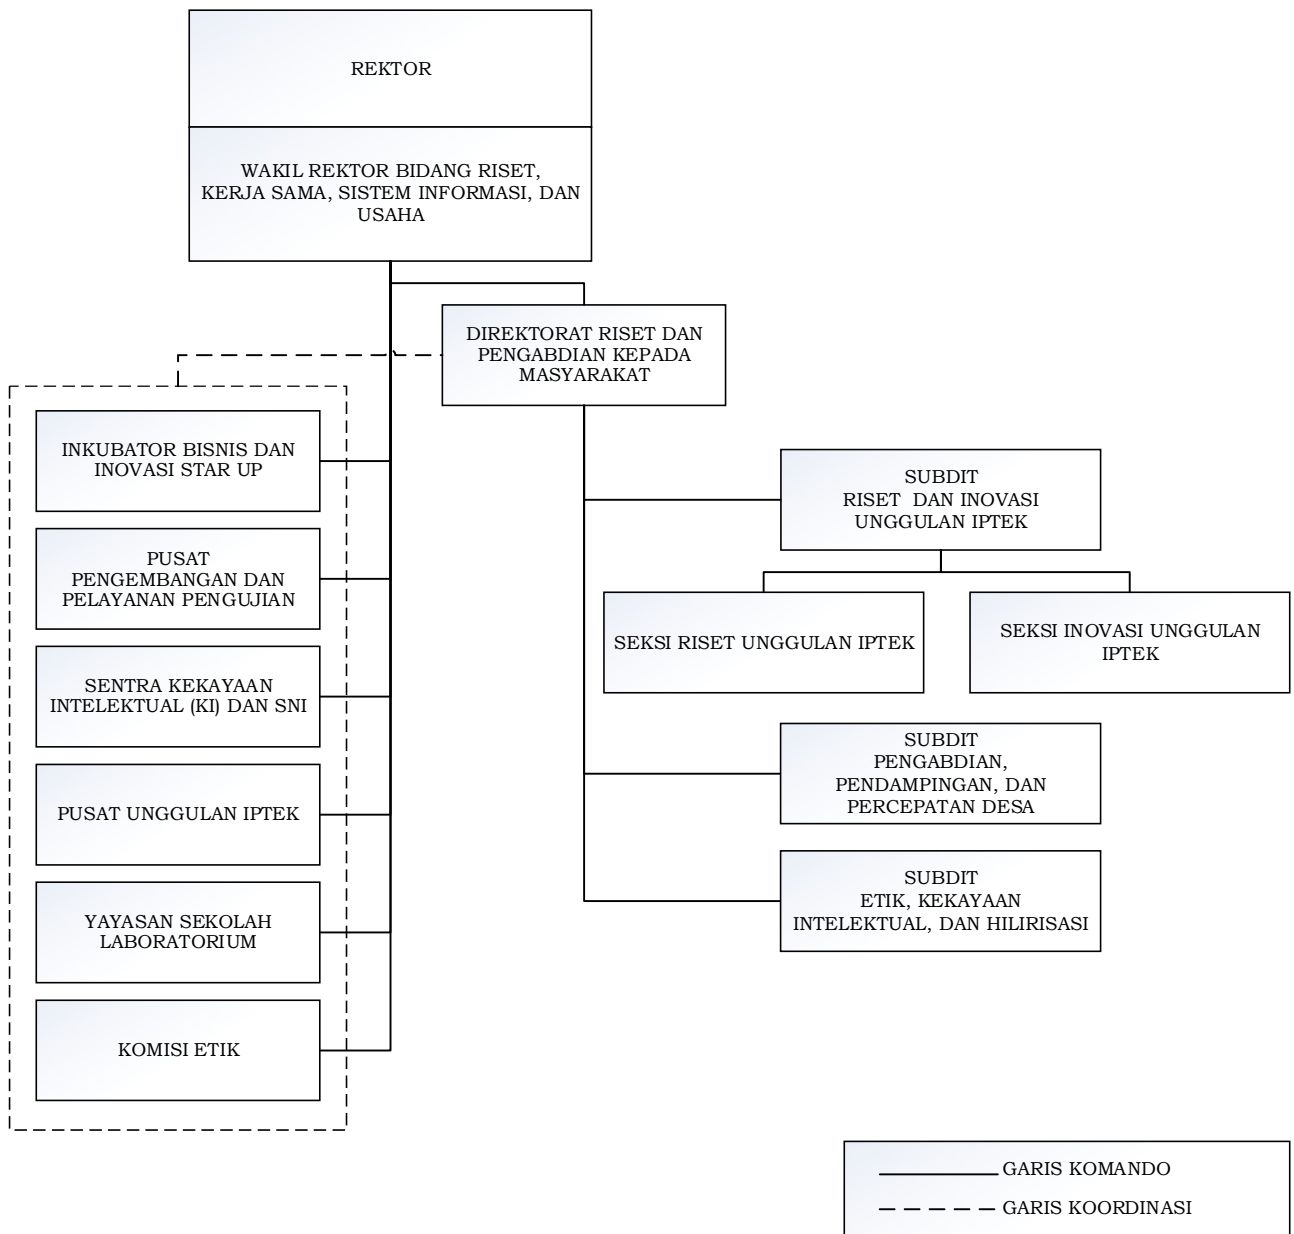 REKTOR
WAKIL REKTOR BIDANG RISET,
KERJA SAMA, SISTEM INFORMASI, DAN
USAHA
DIREKTORAT RISET DAN
PENGABDIAN KEPADA
MASYARAKAT
INKUBATOR BISNIS DAN
INOVASI STAR UP
PUSAT
PENGEMBANGAN DAN
PELAYANAN PENGUJIAN
SENTRA KEKAYAAN
INTELEKTUAL (KI) DAN SNI
PUSAT UNGGULAN IPTEK
YAYASAN SEKOLAH
LABORATORIUM
KOMISI ETIK
SUBDIT
RISET  DAN INOVASI
UNGGULAN IPTEK
SEKSI RISET UNGGULAN IPTEK
SEKSI INOVASI UNGGULAN
IPTEK
SUBDIT
PENGABDIAN,
PENDAMPINGAN, DAN
PERCEPATAN DESA
SUBDIT
ETIK, KEKAYAAN
INTELEKTUAL, DAN HILIRISASI
GARIS KOMANDO
GARIS KOORDINASI